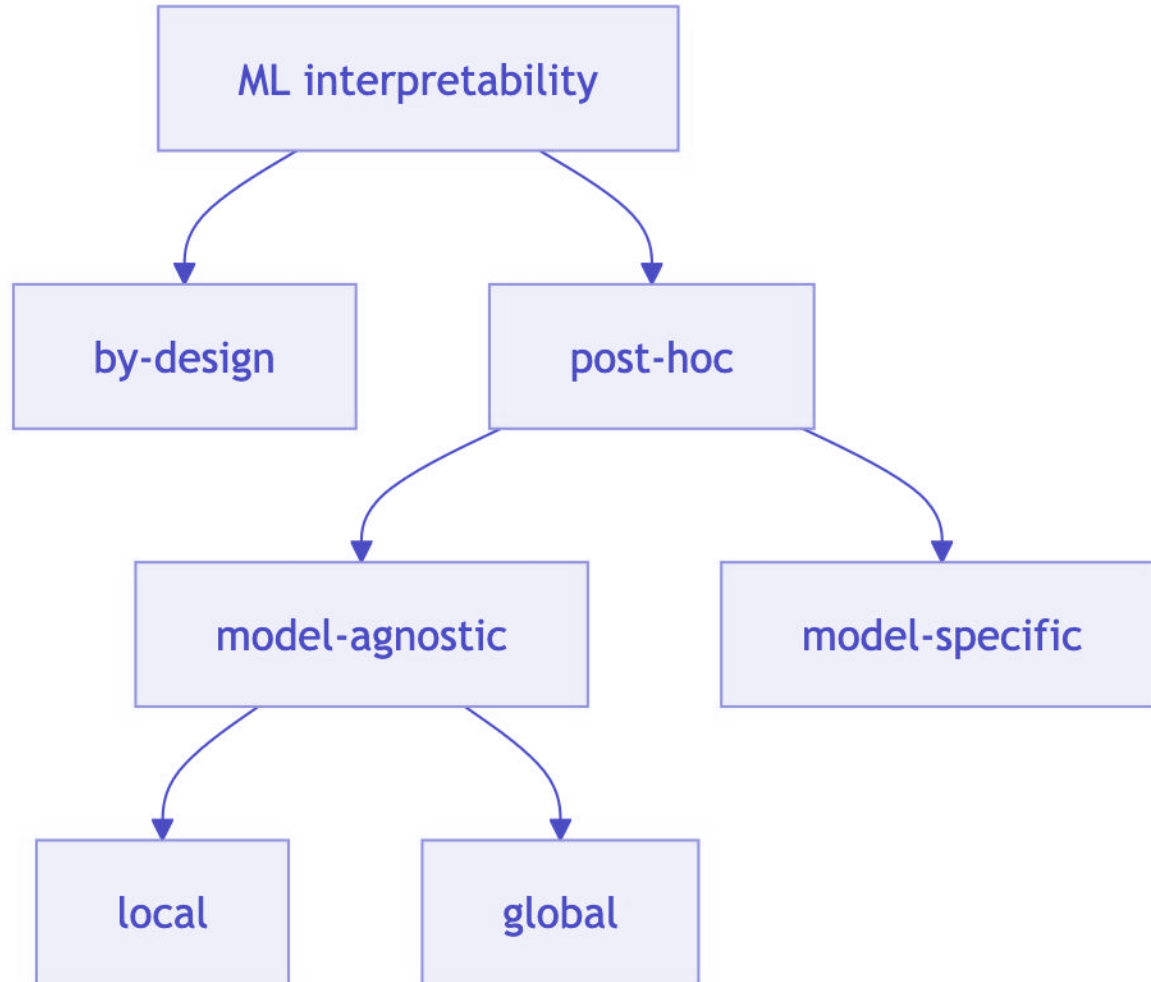 ML interpretability
by-design
post-hoc
model-agnostic
model-specific
local
global